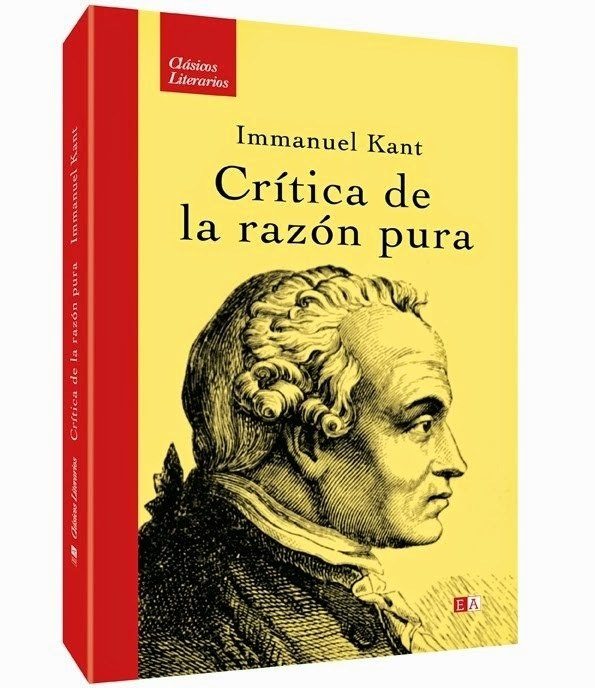 Clásicos
Literarios
Immanuel Kant
Crítica de
la razón pura
EA
EA Clásicos Literarios Crítica de la razón pura Immanuel Kant